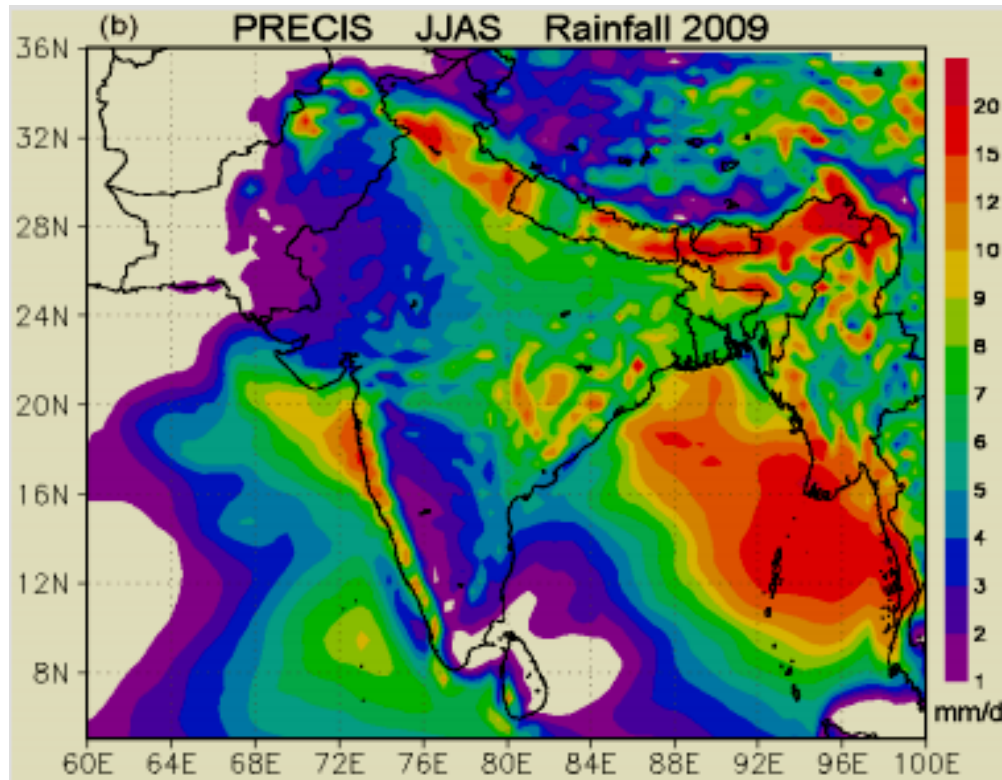 (b) PRECIS JJAS Rainfall 2009
36N
32N
28N
24N
20N
16N
12N
8N
60E 64E 68E 72E 76E 80E 84E 88E 92E 96E 100E
20
15
12
10
9
8
7
6
5
4
3
2
1
mm/d